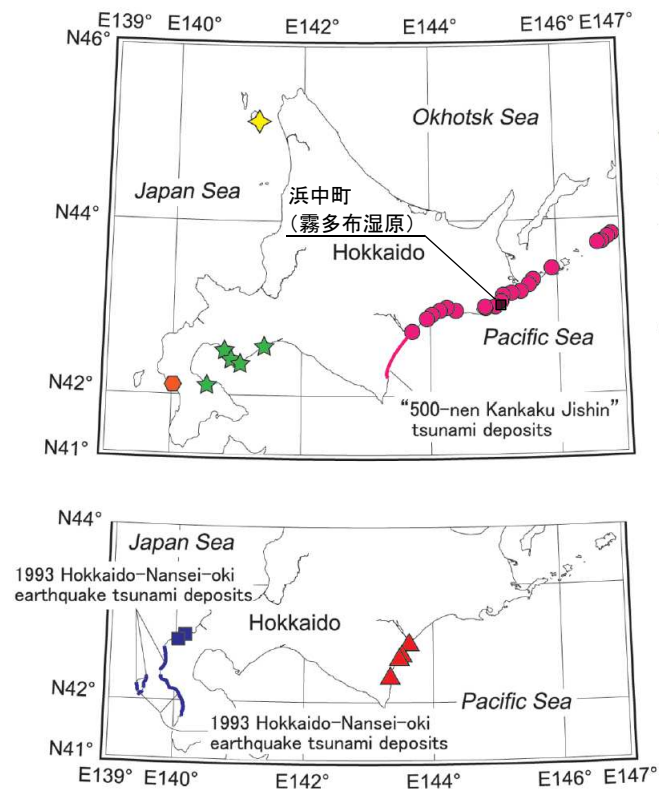 E139° E140° E142° E144° E146° E147°
N46°
Okhotsk Sea
Japan Sea
浜中町
(霧多布湿原)
N44°
Hokkaido
Pacific Sea
N42°
“500-nen Kankaku Jishin”
tsunami deposits
N41°
N44°
Japan Sea
1993 Hokkaido-Nansei-oki
earthquake tsunami deposits
Hokkaido
N42°
Pacific Sea
1993 Hokkaido-Nansei-oki
earthquake tsunami deposits
N41°
E139° E140° E142° E144° E146° E147°